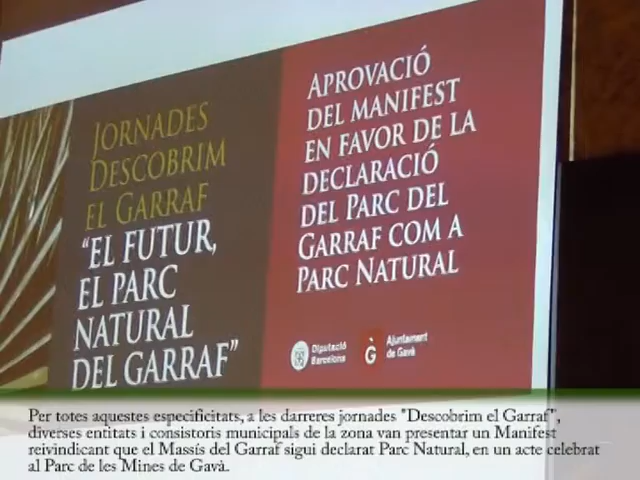 JORNADES
DESCOBRIM
EL GARRAF
“EL FUTUR,
EL PARC
NATURAL
DEL GARRAF”
APROVACIÓ
DEL MANIFEST
EN FAVOR DE LA
DECLARACIÓ
DEL PARC DEL
GARRAF COM A
PARC NATURAL
Diputació
Barcelona
Ajuntament
de Gavà
Per totes aquestes especificitats, a les darreres jornades "Descobrim el Garraf",
diverses entitats i consistoris municipals de la zona van presentar un Manifest
reivindicant que el Massís del Garraf sigui declarat Parc Natural, en un acte celebrat
al Parc de les Mines de Gavà.